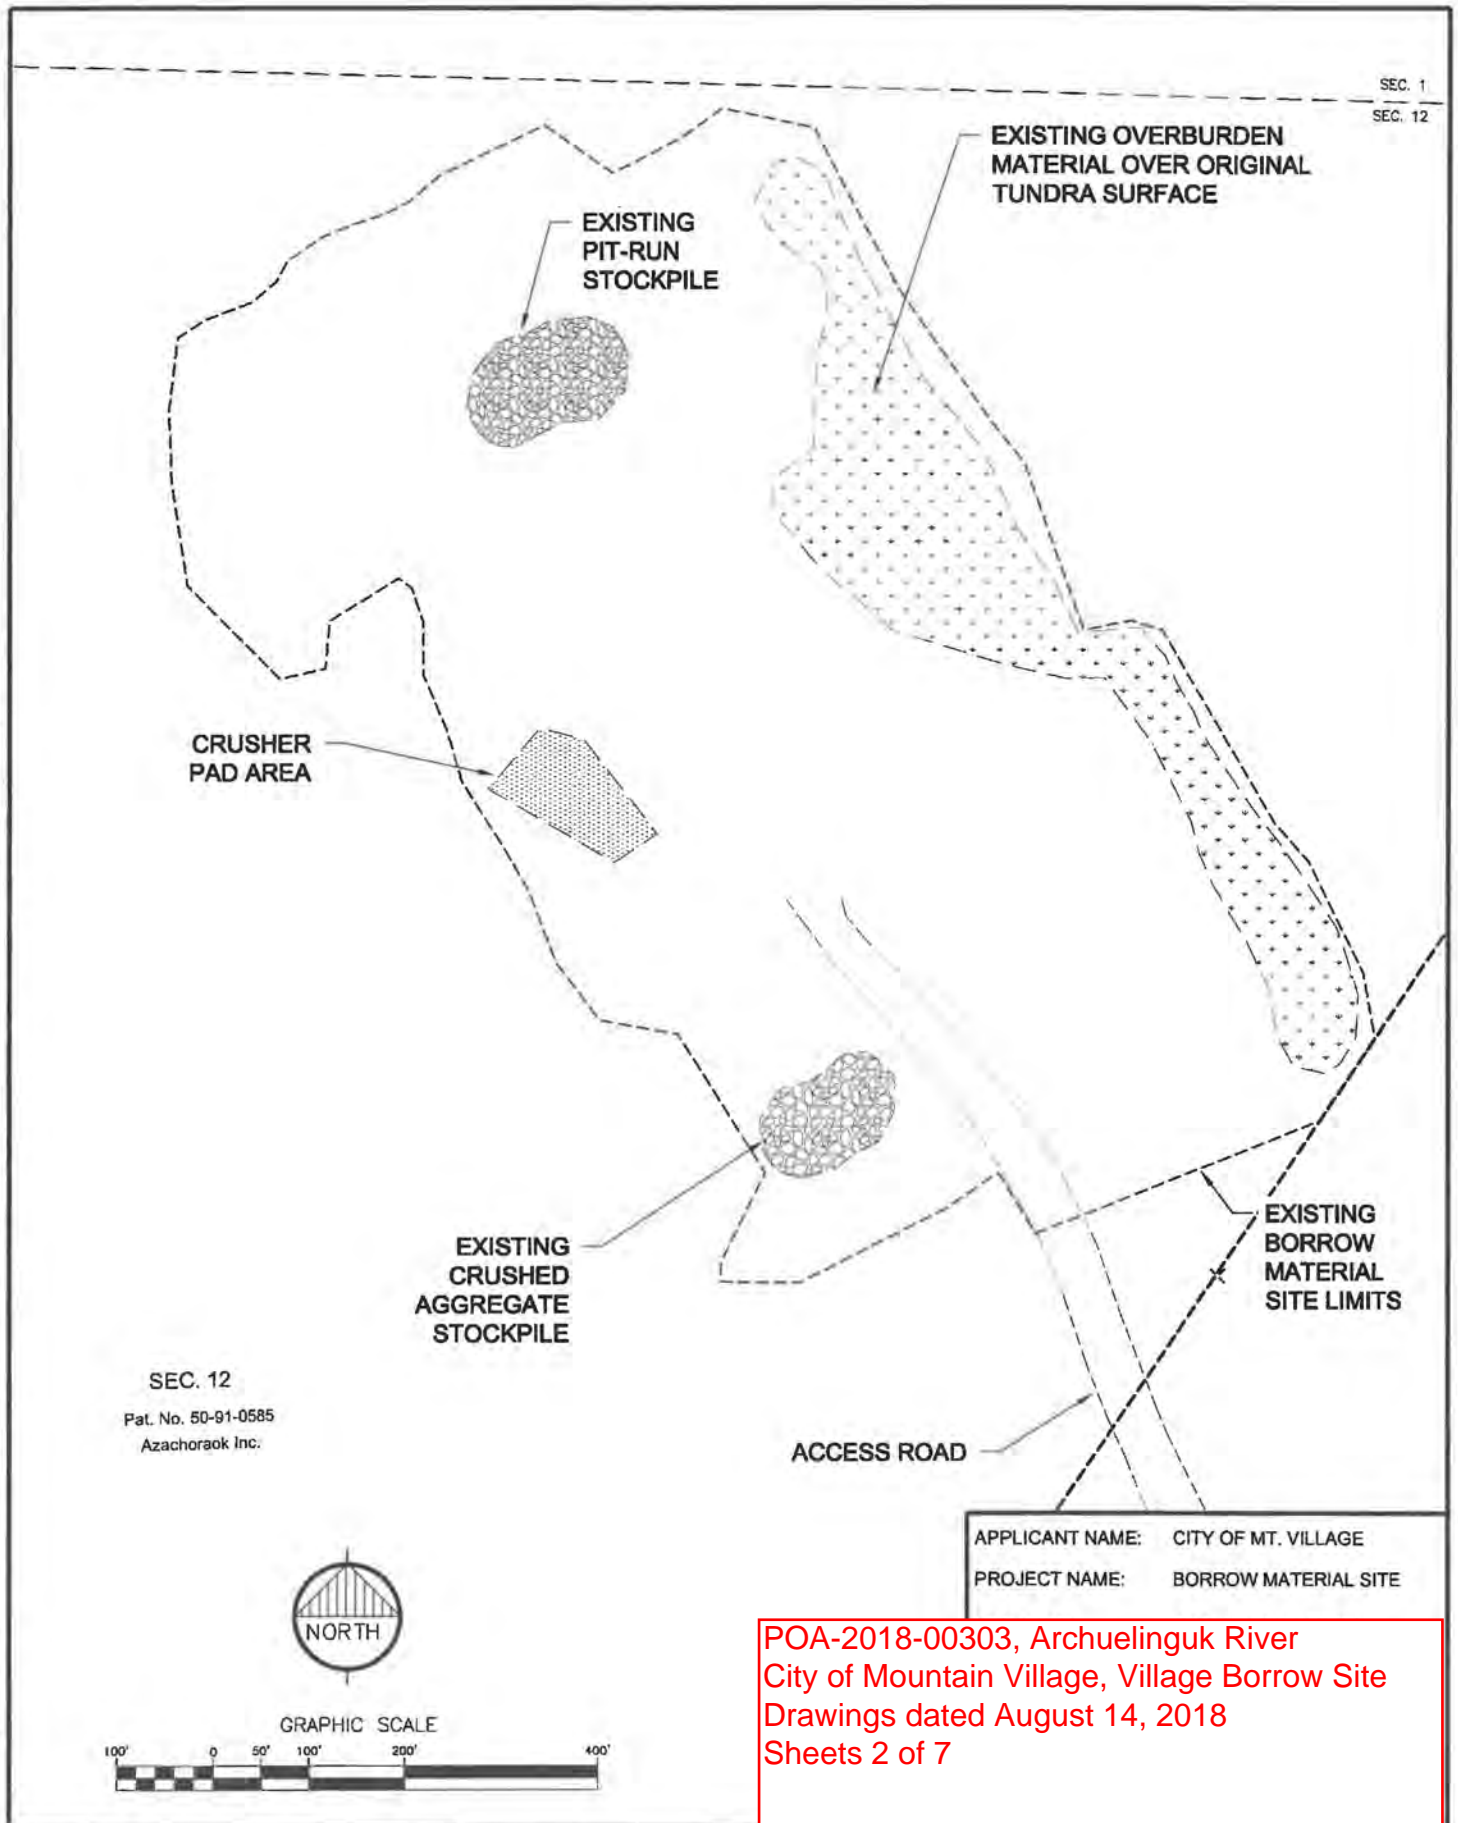 SEC. 1
SEC. 12
EXISTING OVERBURDEN
MATERIAL OVER ORIGINAL
TUNDRA SURFACE
EXISTING
PIT-RUN
STOCKPILE
CRUSHER
PAD AREA
EXISTING
CRUSHED
AGGREGATE
STOCKPILE
EXISTING
BORROW
MATERIAL
SITE LIMITS
ACCESS ROAD
SEC. 12
Pat. No. 50-91-0585
Azachoraok Inc.
NORTH
GRAPHIC SCALE
100' 0 50' 100' 200' 400'
APPLICANT NAME: CITY OF MT. VILLAGE
PROJECT NAME: BORROW MATERIAL SITE
POA-2018-00303, Archuelinguk River
City of Mountain Village, Village Borrow Site
Drawings dated August 14, 2018
Sheets 2 of 7